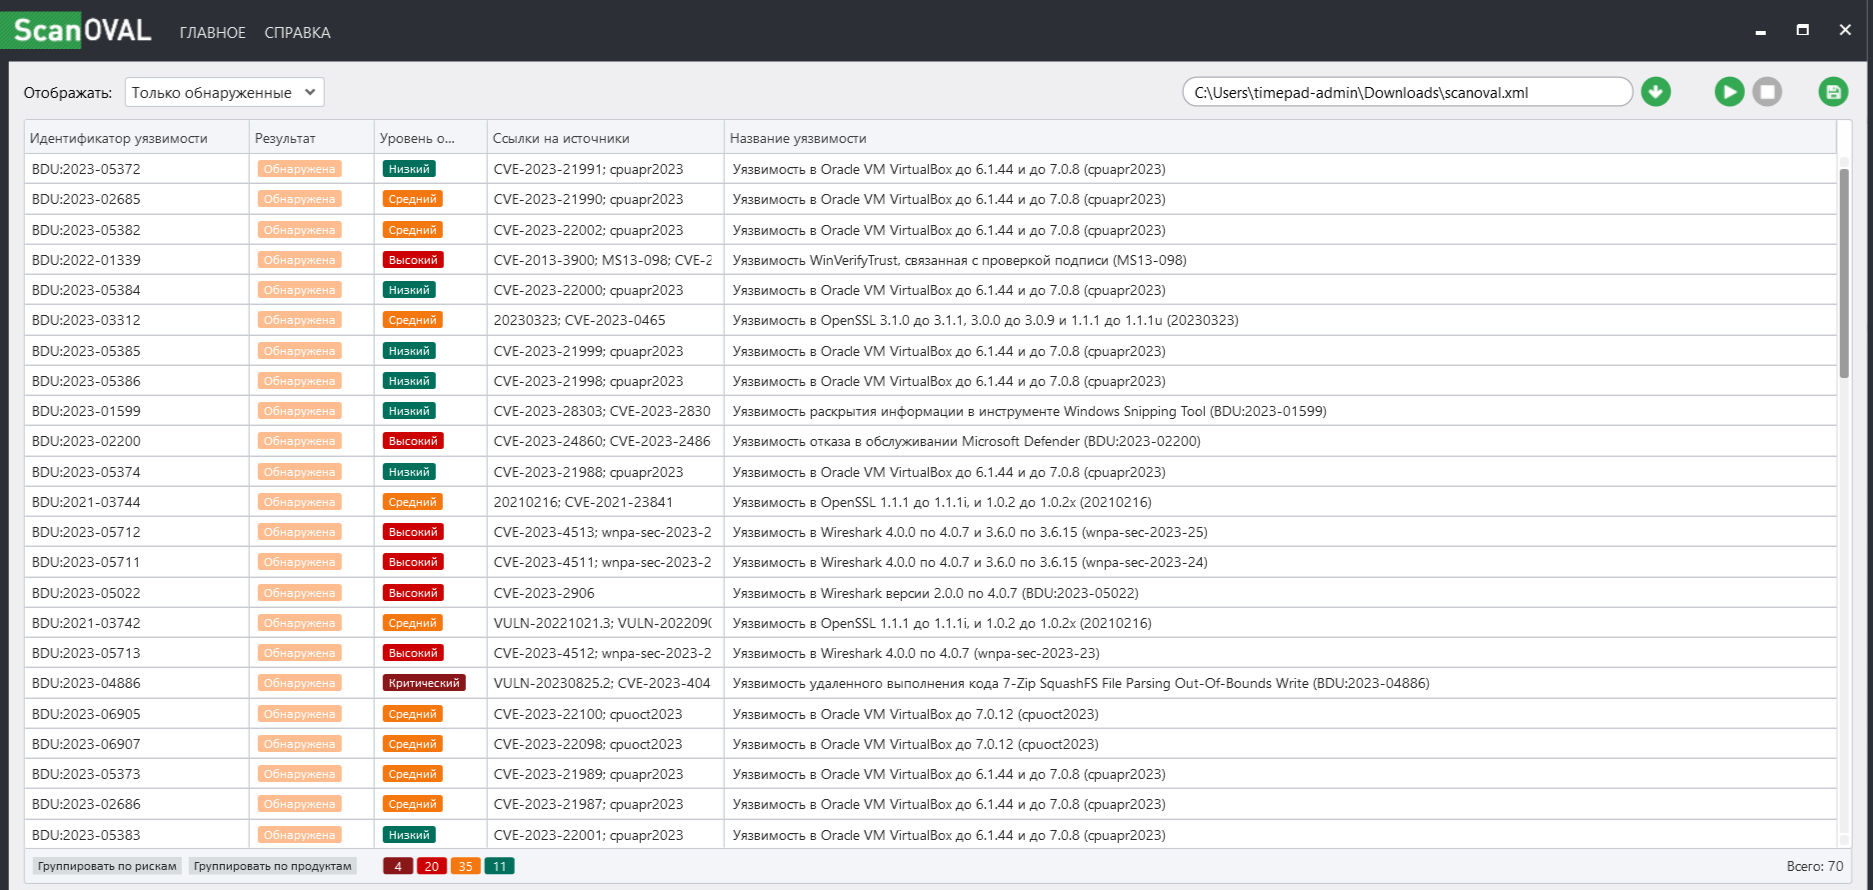 ScanOVAL ГЛАВНОЕ СПРАВКА
Отображать: Только обнаруженные C:\Users\timepad-admin\Downloads\scanoval.xml
Идентификатор уязвимости Результат Уровень о... Ссылки на источники Название уязвимости
BDU:2023-05372 Обнаружена Низкий CVE-2023-21991; cpuapr2023 Уязвимость в Oracle VM VirtualBox до 6.1.44 и до 7.0.8 (cpuapr2023)
BDU:2023-02685 Обнаружена Средний CVE-2023-21990; cpuapr2023 Уязвимость в Oracle VM VirtualBox до 6.1.44 и до 7.0.8 (cpuapr2023)
BDU:2023-05382 Обнаружена Средний CVE-2023-22002; cpuapr2023 Уязвимость в Oracle VM VirtualBox до 6.1.44 и до 7.0.8 (cpuapr2023)
BDU:2022-01339 Обнаружена Высокий CVE-2013-3900; MS13-098; CVE-2 Уязвимость WinVerifyTrust, связанная с проверкой подписи (MS13-098)
BDU:2023-05384 Обнаружена Низкий CVE-2023-22000; cpuapr2023 Уязвимость в Oracle VM VirtualBox до 6.1.44 и до 7.0.8 (cpuapr2023)
BDU:2023-03312 Обнаружена Средний 20230323; CVE-2023-0465 Уязвимость в OpenSSL 3.1.0 до 3.1.1, 3.0.0 до 3.0.9 и 1.1.1 до 1.1.1u (20230323)
BDU:2023-05385 Обнаружена Низкий CVE-2023-21999; cpuapr2023 Уязвимость в Oracle VM VirtualBox до 6.1.44 и до 7.0.8 (cpuapr2023)
BDU:2023-05386 Обнаружена Низкий CVE-2023-21998; cpuapr2023 Уязвимость в Oracle VM VirtualBox до 6.1.44 и до 7.0.8 (cpuapr2023)
BDU:2023-01599 Обнаружена Низкий CVE-2023-28303; CVE-2023-2830 Уязвимость раскрытия информации в инструменте Windows Snipping Tool (BDU:2023-01599)
BDU:2023-02200 Обнаружена Высокий CVE-2023-24860; CVE-2023-2486 Уязвимость отказа в обслуживании Microsoft Defender (BDU:2023-02200)
BDU:2023-05374 Обнаружена Низкий CVE-2023-21988; cpuapr2023 Уязвимость в Oracle VM VirtualBox до 6.1.44 и до 7.0.8 (cpuapr2023)
BDU:2021-03744 Обнаружена Средний 20210216; CVE-2021-23841 Уязвимость в OpenSSL 1.1.1 до 1.1.1i, и 1.0.2 до 1.0.2x (20210216)
BDU:2023-05712 Обнаружена Высокий CVE-2023-4513; wnpa-sec-2023-2 Уязвимость в Wireshark 4.0.0 по 4.0.7 и 3.6.0 по 3.6.15 (wnpa-sec-2023-25)
BDU:2023-05711 Обнаружена Высокий CVE-2023-4511; wnpa-sec-2023-2 Уязвимость в Wireshark 4.0.0 по 4.0.7 и 3.6.0 по 3.6.15 (wnpa-sec-2023-24)
BDU:2023-05022 Обнаружена Высокий CVE-2023-2906 Уязвимость в Wireshark версии 2.0.0 по 4.0.7 (BDU:2023-05022)
BDU:2021-03742 Обнаружена Средний VULN-20221021.3; VULN-202209 Уязвимость в OpenSSL 1.1.1 до 1.1.1i, и 1.0.2 до 1.0.2x (20210216)
BDU:2023-05713 Обнаружена Высокий CVE-2023-4512; wnpa-sec-2023-2 Уязвимость в Wireshark 4.0.0 по 4.0.7 (wnpa-sec-2023-23)
BDU:2023-04886 Обнаружена Критический VULN-20230825.2; CVE-2023-404 Уязвимость удаленного выполнения кода 7-Zip SquashFS File Parsing Out-Of-Bounds Write (BDU:2023-04886)
BDU:2023-06905 Обнаружена Средний CVE-2023-22100; cpuoct2023 Уязвимость в Oracle VM VirtualBox до 7.0.12 (cpuoct2023)
BDU:2023-06907 Обнаружена Средний CVE-2023-22098; cpuoct2023 Уязвимость в Oracle VM VirtualBox до 7.0.12 (cpuoct2023)
BDU:2023-05373 Обнаружена Средний CVE-2023-21989; cpuapr2023 Уязвимость в Oracle VM VirtualBox до 6.1.44 и до 7.0.8 (cpuapr2023)
BDU:2023-02686 Обнаружена Средний CVE-2023-21987; cpuapr2023 Уязвимость в Oracle VM VirtualBox до 6.1.44 и до 7.0.8 (cpuapr2023)
BDU:2023-05383 Обнаружена Низкий CVE-2023-22001; cpuapr2023 Уязвимость в Oracle VM VirtualBox до 6.1.44 и до 7.0.8 (cpuapr2023)
Группировать по рискам Группировать по продуктам 4 20 35 11 Всего: 70